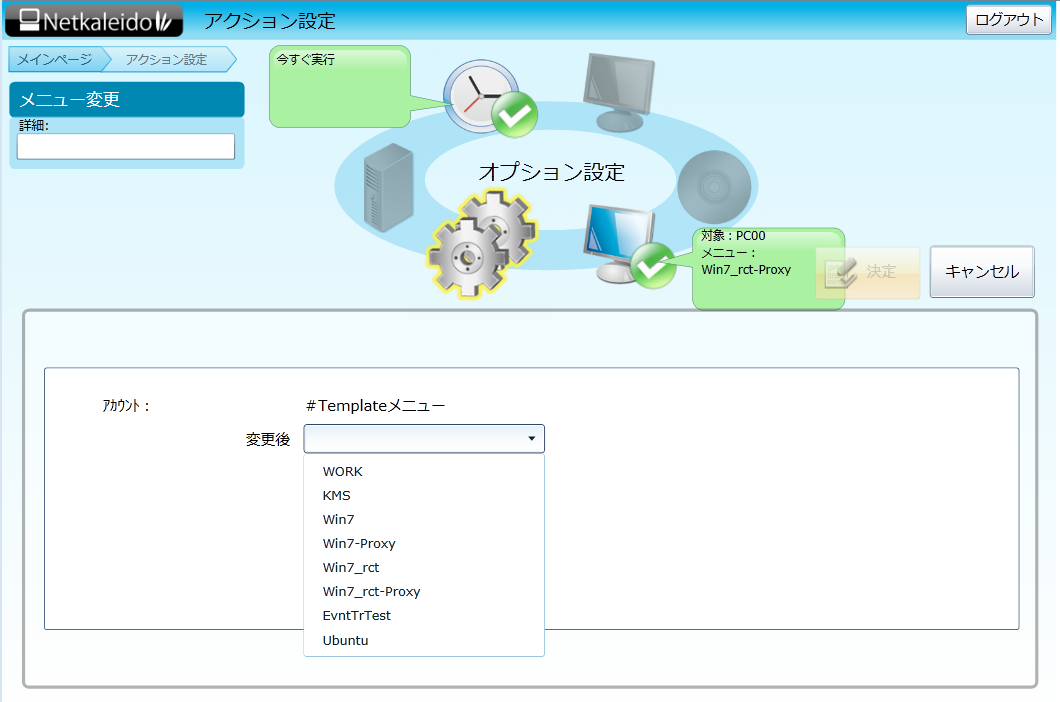 Netkaleido
アクション設定
ログアウト
メインページ
アクション設定
今すぐ実行
メニュー変更
詳細:
オプション設定
対象：PC00
メニュー：
Win7_rct-Proxy
決定
キャンセル
ｱｶｳﾝﾄ：
#Templateメニュー
変更後
WORK
KMS
Win7
Win7-Proxy
Win7_rct
Win7_rct-Proxy
EvntTrTest
Ubuntu